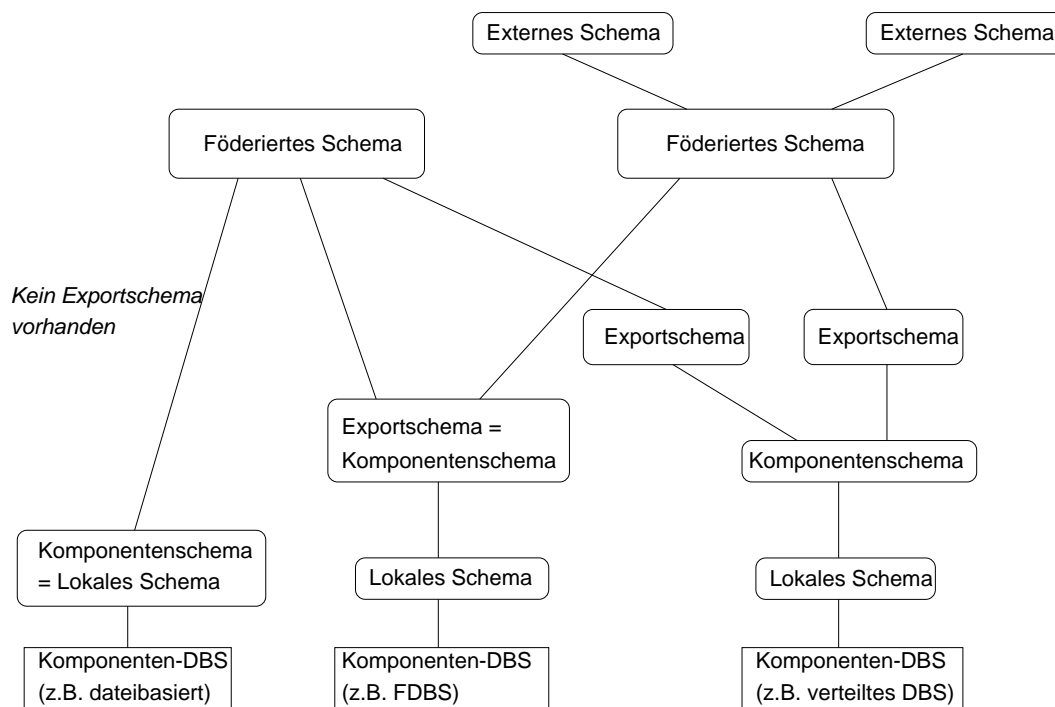 Externes Schema
Externes Schema
Föderiertes Schema
Föderiertes Schema
Kein Exportschema
vorhanden
Exportschema
Exportschema
Exportschema =
Komponentenschema
Komponentenschema
Komponentenschema
= Lokales Schema
Lokales Schema
Lokales Schema
Komponenten-DBS
(z.B. dateibasiert)
Komponenten-DBS
(z.B. FDBS)
Komponenten-DBS
(z.B. verteiltes DBS)